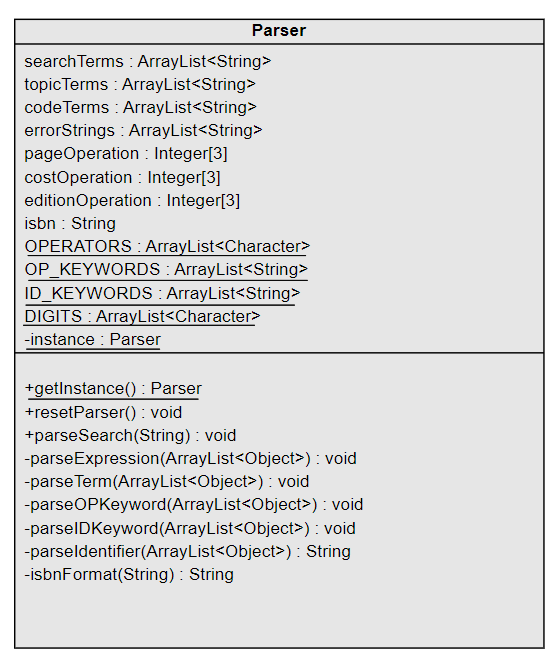 Parser
searchTerms : ArrayList<String>
topicTerms : ArrayList<String>
codeTerms : ArrayList<String>
errorStrings : ArrayList<String>
pageOperation : Integer[3]
costOperation : Integer[3]
editionOperation : Integer[3]
isbn : String
OPERATORS : ArrayList<Character>
OP_KEYWORDS : ArrayList<String>
ID_KEYWORDS : ArrayList<String>
DIGITS : ArrayList<Character>
-instance : Parser
+getInstance() : Parser
+resetParser() : void
+parseSearch(String) : void
-parseExpression(ArrayList<Object>) : void
-parseTerm(ArrayList<Object>) : void
-parseOPKeyword(ArrayList<Object>) : void
-parseIDKeyword(ArrayList<Object>) : void
-parseIdentifier(ArrayList<Object>) : String
-isbnFormat(String) : String